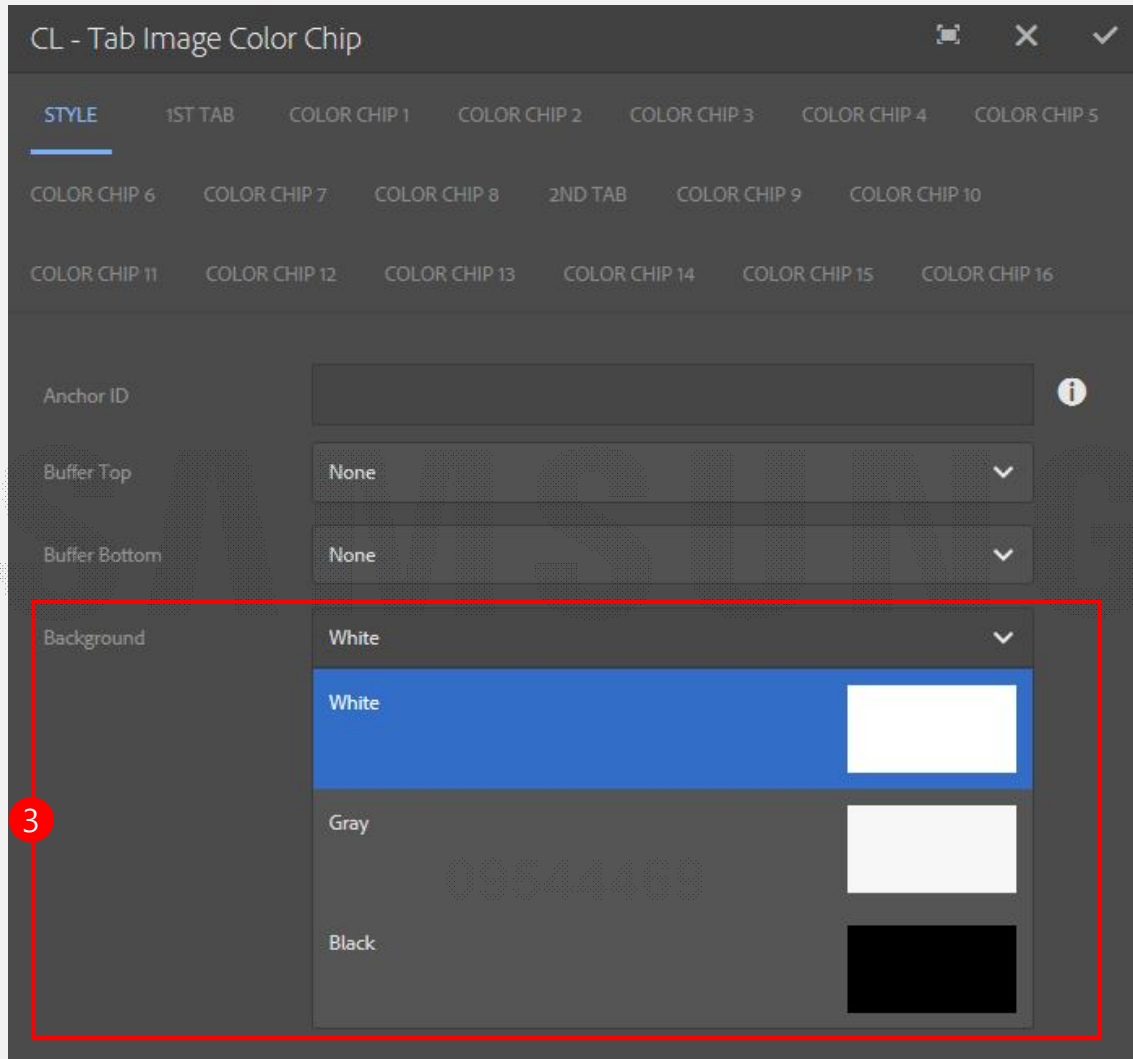 CL - Tab Image Color Chip
STYLE 1ST TAB COLOR CHIP 1 COLOR CHIP 2 COLOR CHIP 3 COLOR CHIP 4 COLOR CHIP 5
COLOR CHIP 6 COLOR CHIP 7 COLOR CHIP 8 2ND TAB COLOR CHIP 9 COLOR CHIP 10
COLOR CHIP 11 COLOR CHIP 12 COLOR CHIP 13 COLOR CHIP 14 COLOR CHIP 15 COLOR CHIP 16
Anchor ID
Buffer Top None
SAMSUNG
Buffer Bottom None
Background White
White
3
Gray
09644469
Black